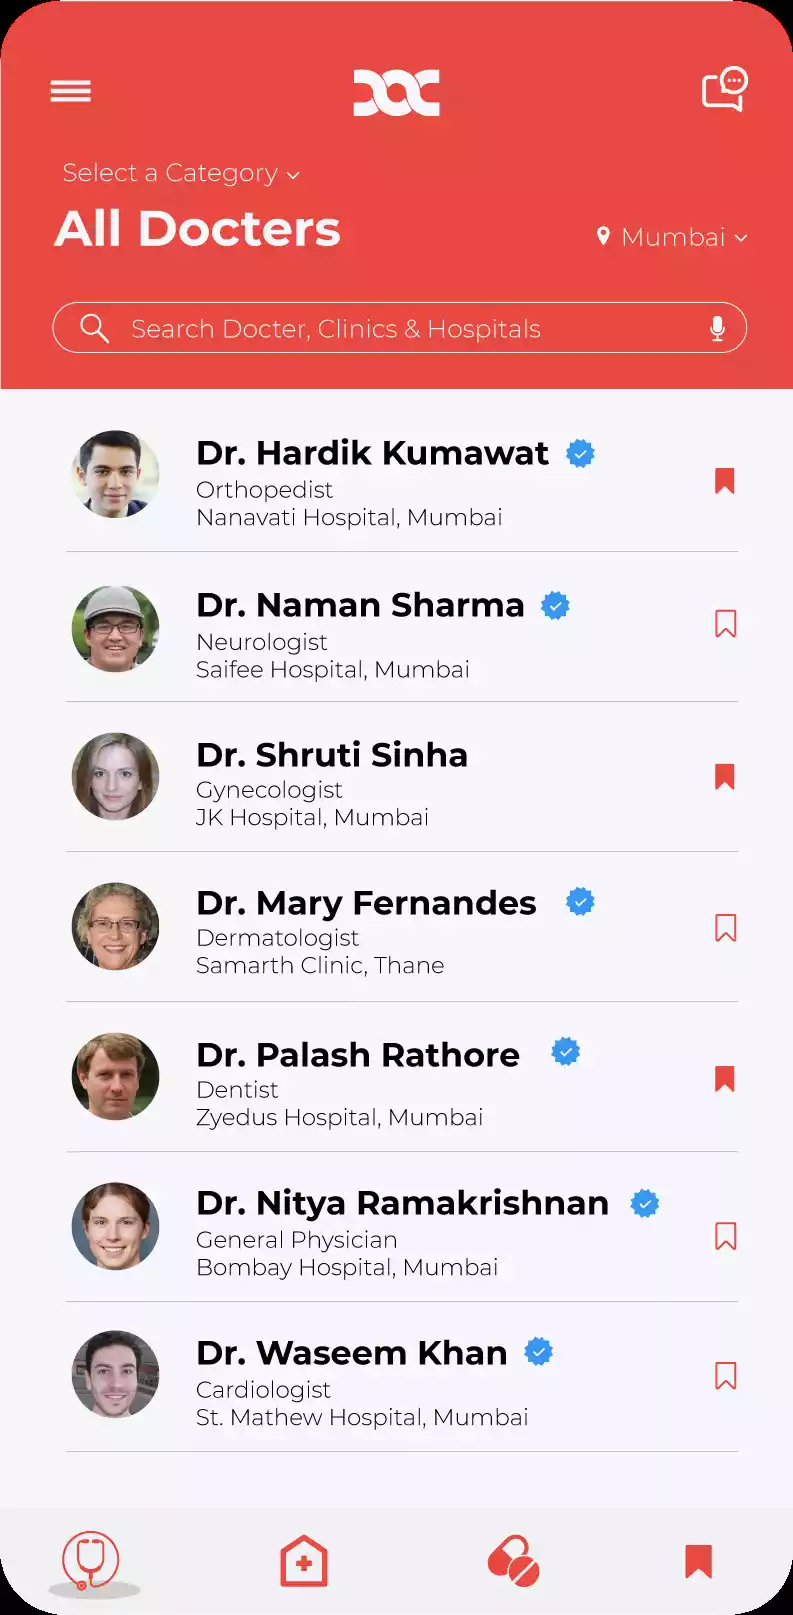 DOC
Select a Category
All Docters
Mumbai
Search Docter, Clinics & Hospitals
Dr. Hardik Kumawat
Orthopedist
Nanavati Hospital, Mumbai
Dr. Naman Sharma
Neurologist
Saifee Hospital, Mumbai
Dr. Shruti Sinha
Gynecologist
JK Hospital, Mumbai
Dr. Mary Fernandes
Dermatologist
Samarth Clinic, Thane
Dr. Palash Rathore
Dentist
Zyedus Hospital, Mumbai
Dr. Nitya Ramakrishnan
General Physician
Bombay Hospital, Mumbai
Dr. Waseem Khan
Cardiologist
St. Mathew Hospital, Mumbai